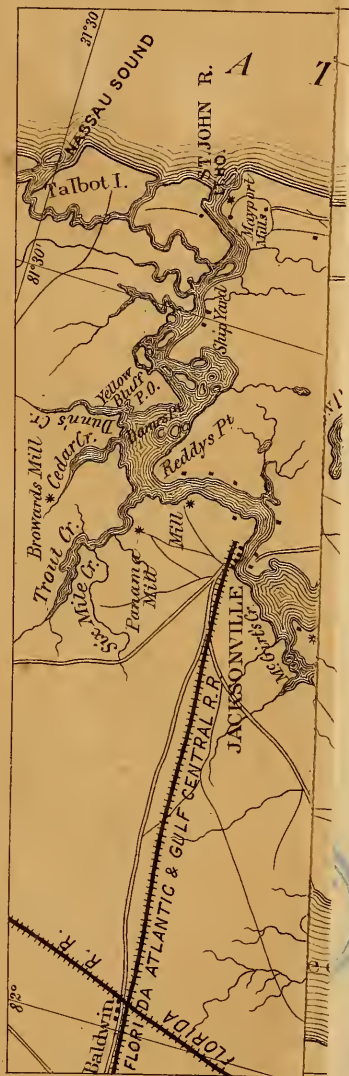 31°30
NASSAU SOUND
A T
Talbot I.
81°30'
ST. JOHN R.
L. HO.
Mayport
Mills
Ship Yard
Yellow
Bluff
P.O.
Dunn's Cr.
Dames Pt
Cedar Cr.
Browards Mill
Reddys Pt
Trout Cr.
Six Mile Cr.
Panama
Mill
Mill
JACKSONVILLE
McGirts Cr
FLORIDA ATLANTIC & GULF CENTRAL R.R
FLORIDA R. R.
Baldwin
82°